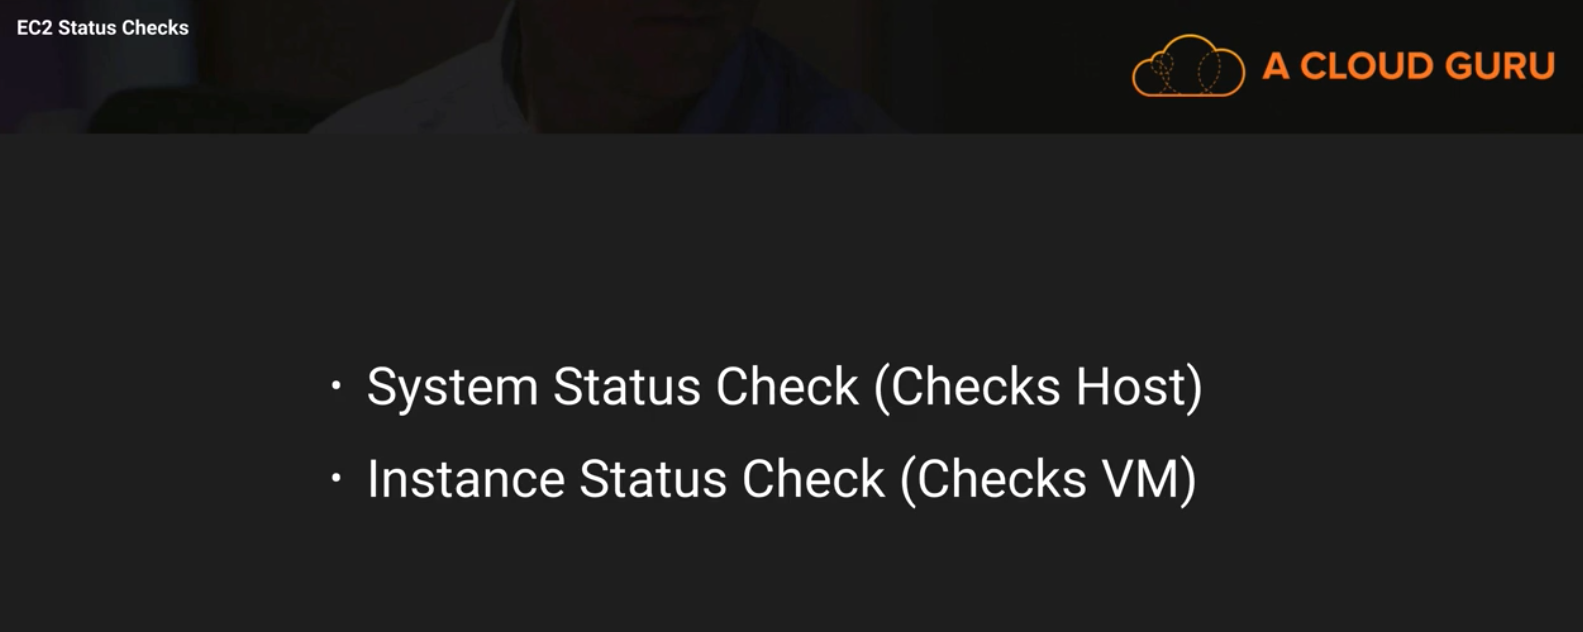 EC2 Status Checks
A CLOUD GURU
• System Status Check (Checks Host)
• Instance Status Check (Checks VM)